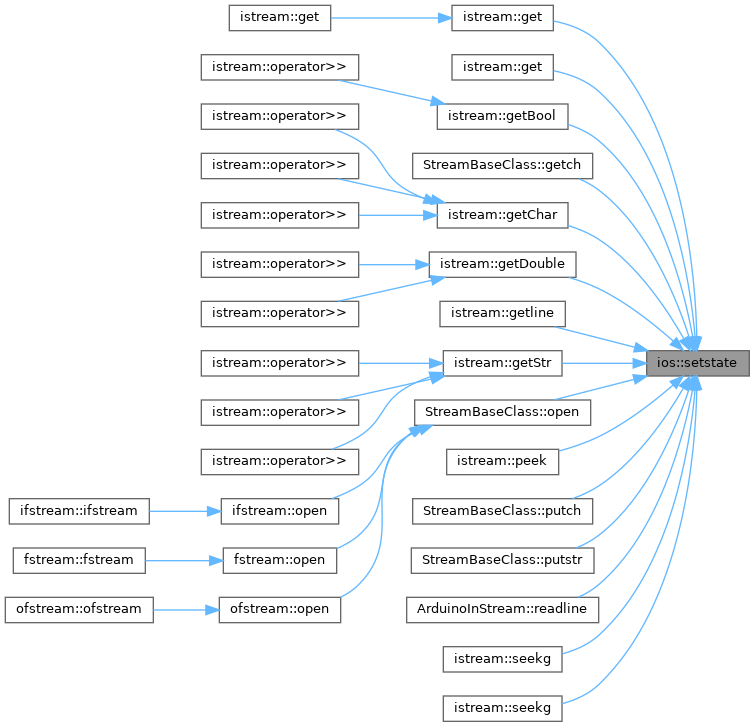 istream::get
istream::get
istream::operator>>
istream::get
istream::operator>>
istream::getBool
istream::operator>>
StreamBaseClass::getch
istream::operator>>
istream::getChar
istream::operator>>
istream::getDouble
istream::operator>>
istream::getline
ios::setstate
istream::operator>>
istream::getStr
istream::operator>>
StreamBaseClass::open
istream::operator>>
istream::peek
ifstream::ifstream
ifstream::open
StreamBaseClass::putch
fstream::fstream
fstream::open
StreamBaseClass::putstr
ofstream::ofstream
ofstream::open
ArduinoInStream::readline
istream::seekg
istream::seekg